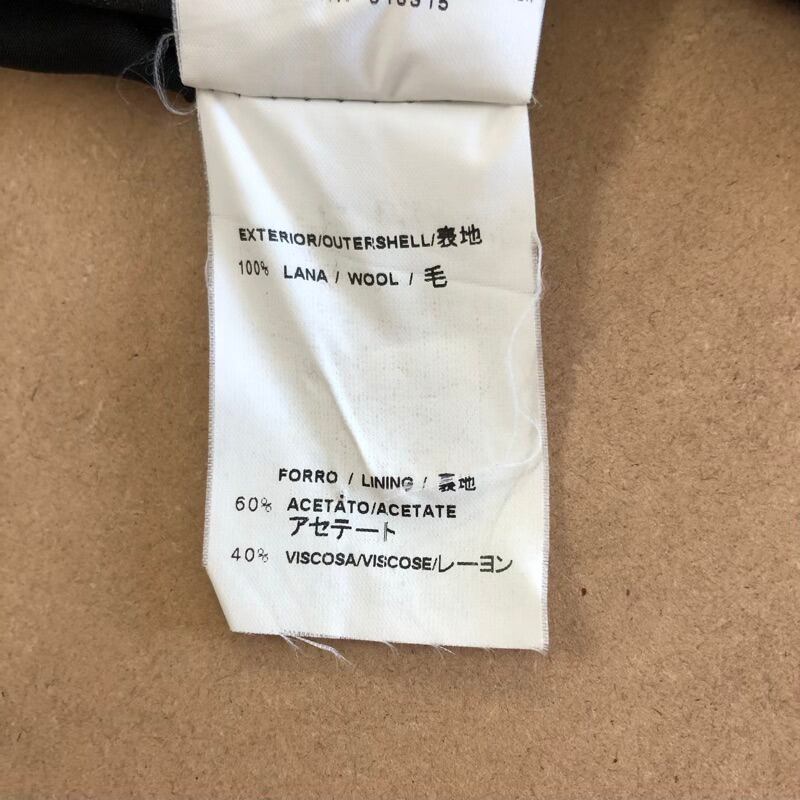 EXTERIOR/OUTERSHELL/表地
100% LANA / WOOL / 毛
FORRO / LINING / 裏地
60% ACETATO/ACETATE
アセテート
40% VISCOSA/VISCOSE/レーヨン